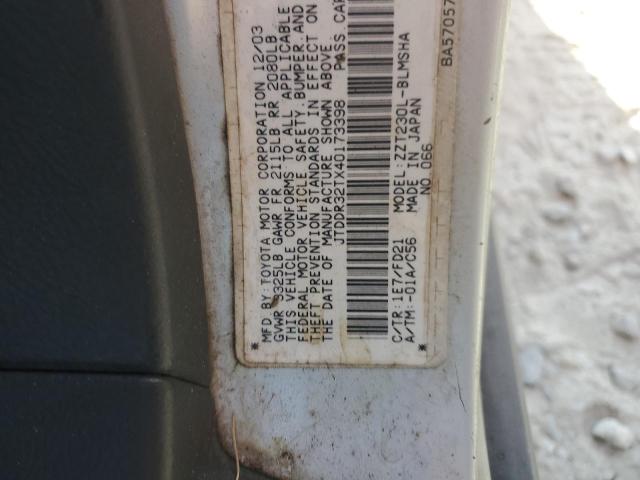 MFD BY: TOYOTA MOTOR CORPORATION 12/03
GVWR 3325LB GAWR FR 2115LB RR 2080LB
THIS VEHICLE CONFORMS TO ALL APPLICABLE
FEDERAL MOTOR VEHICLE SAFETY, BUMPER, AND
THEFT PREVENTION STANDARDS IN EFFECT ON
THE DATE OF MANUFACTURE SHOWN ABOVE.
* JTDDR32TX40173398 PASS CAR *
C/TR: 1E7/FD21 MODEL: ZZT230L-BLMSHA
A/TM: -01A/C56 MADE IN JAPAN
NO 066
BA57057